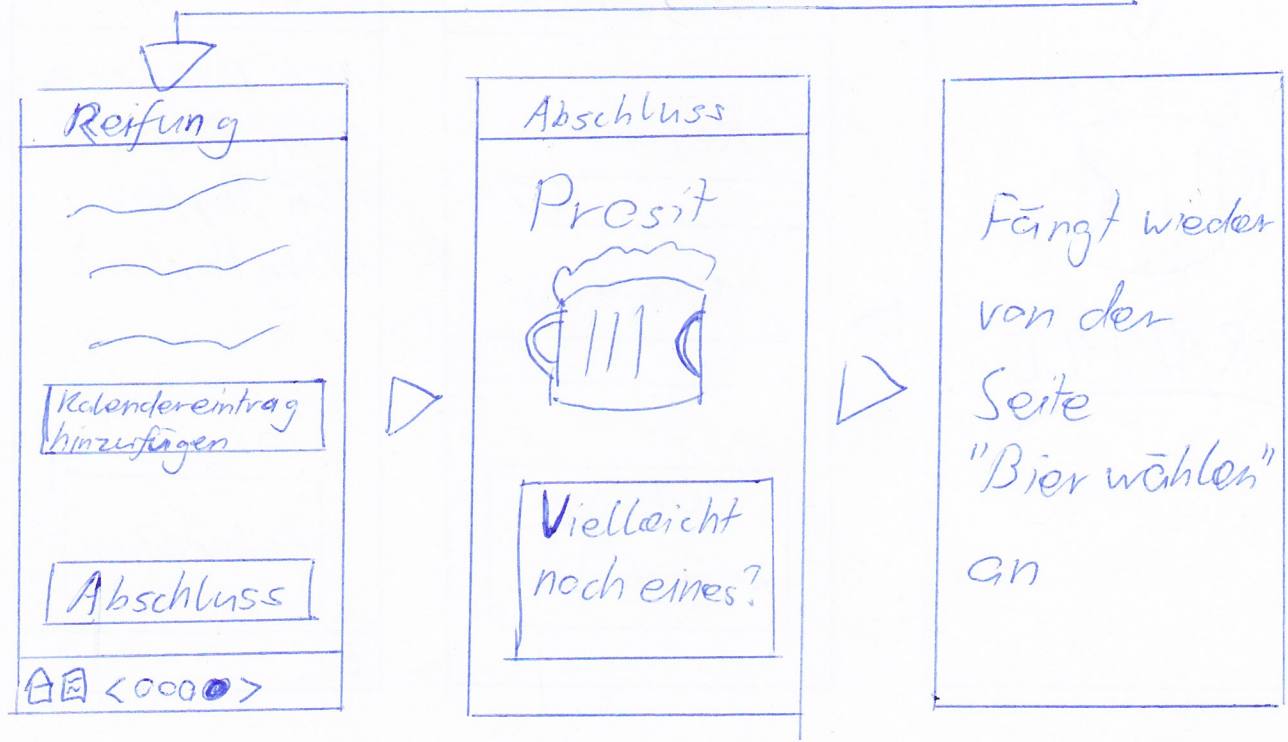 Reifung
Kalendereintrag
hinzufügen
Abschluss
Abschluss
Prosit
Vielleicht
noch eines?
Fängt wieder
von der
Seite
"Bier wählen"
an